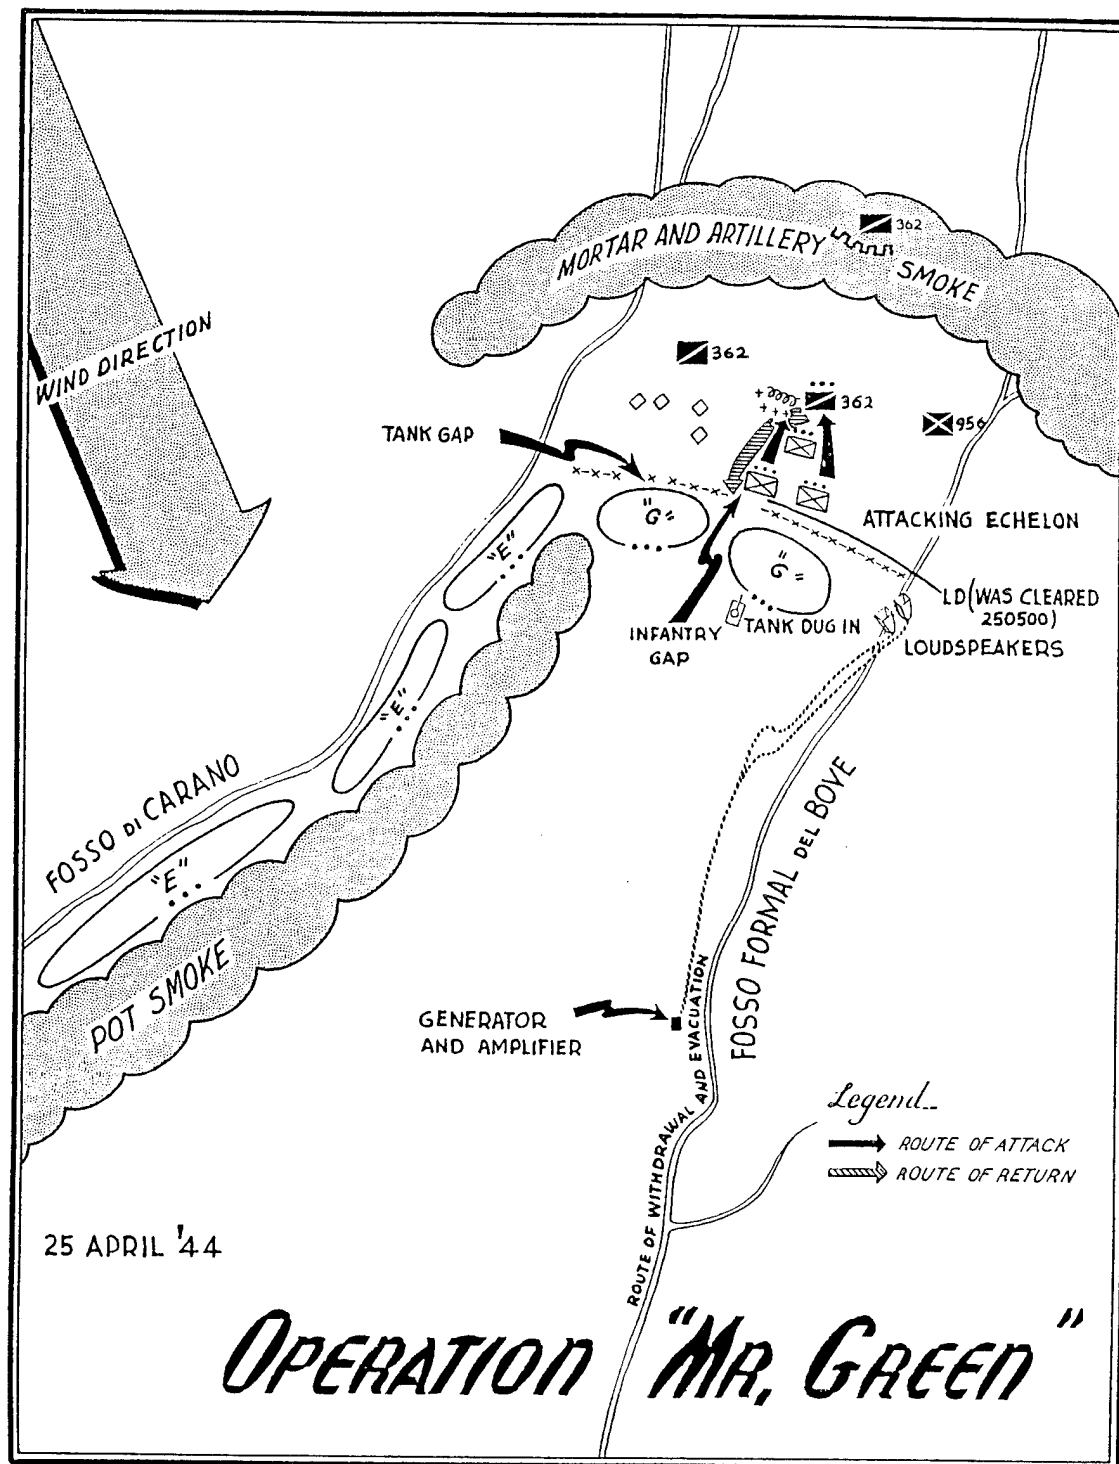 MORTAR AND ARTILLERY
SMOKE
362
WIND DIRECTION
362
362
956
TANK GAP
"G"
"E"
ATTACKING ECHELON
"G"
LD (WAS CLEARED
250500)
INFANTRY
GAP
TANK DUG IN
LOUDSPEAKERS
"E"
FOSSO DI CARANO
"E"
POT SMOKE
FOSSO FORMAL DEL BOVE
GENERATOR
AND AMPLIFIER
ROUTE OF WITHDRAWAL AND EVACUATION
Legend
ROUTE OF ATTACK
ROUTE OF RETURN
25 APRIL '44
OPERATION "MR. GREEN"